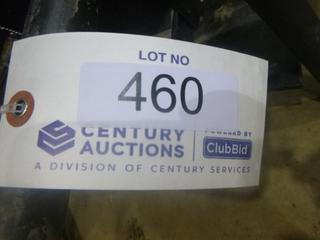 LOT NO
460
CENTURY POWERED BY
AUCTIONS ClubBid
A DIVISION OF CENTURY SERVICES